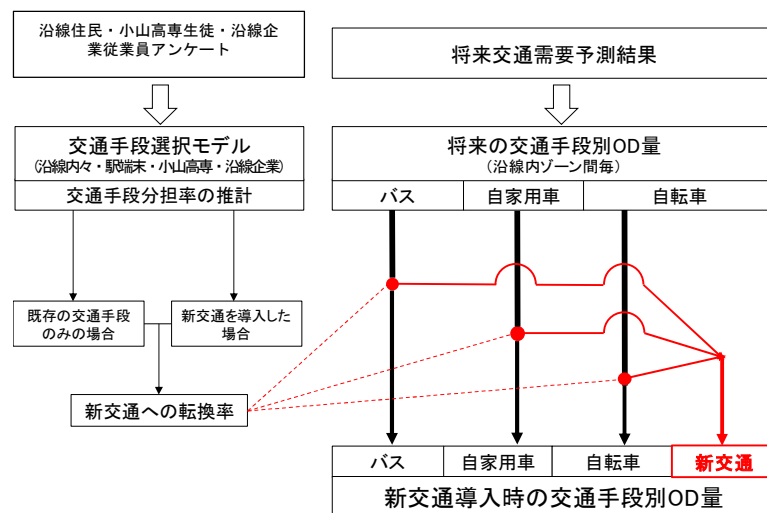 沿線住民・小山高専生徒・沿線企
業従業員アンケート
交通手段選択モデル
(沿線内々・駅端末・小山高専・沿線企業)
交通手段分担率の推計
既存の交通手段
のみの場合
新交通を導入した
場合
新交通への転換率
将来交通需要予測結果
将来の交通手段別OD量
(沿線内ゾーン間毎)
バス
自家用車
自転車
バス
自家用車
自転車
新交通
新交通導入時の交通手段別OD量